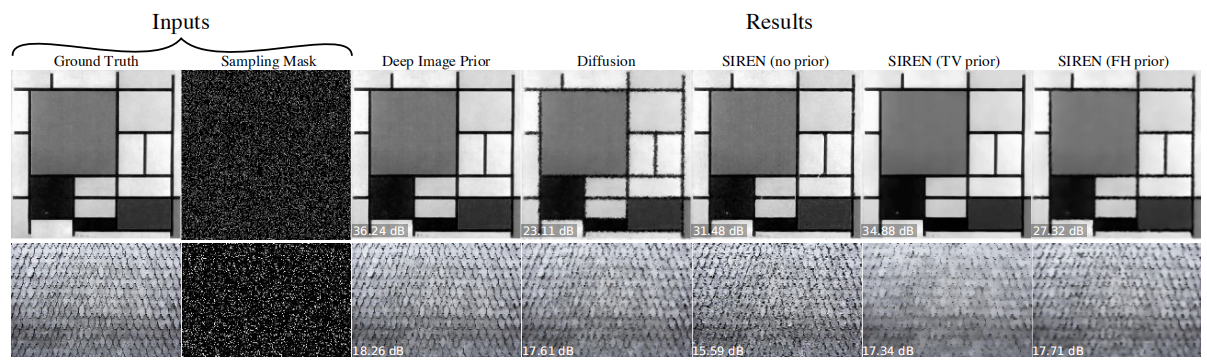 Inputs Results
Ground Truth Sampling Mask Deep Image Prior Diffusion SIREN (no prior) SIREN (TV prior) SIREN (FH prior)
36.24 dB 23.11 dB 31.48 dB 34.88 dB 27.32 dB
18.26 dB 17.61 dB 15.59 dB 17.34 dB 17.71 dB